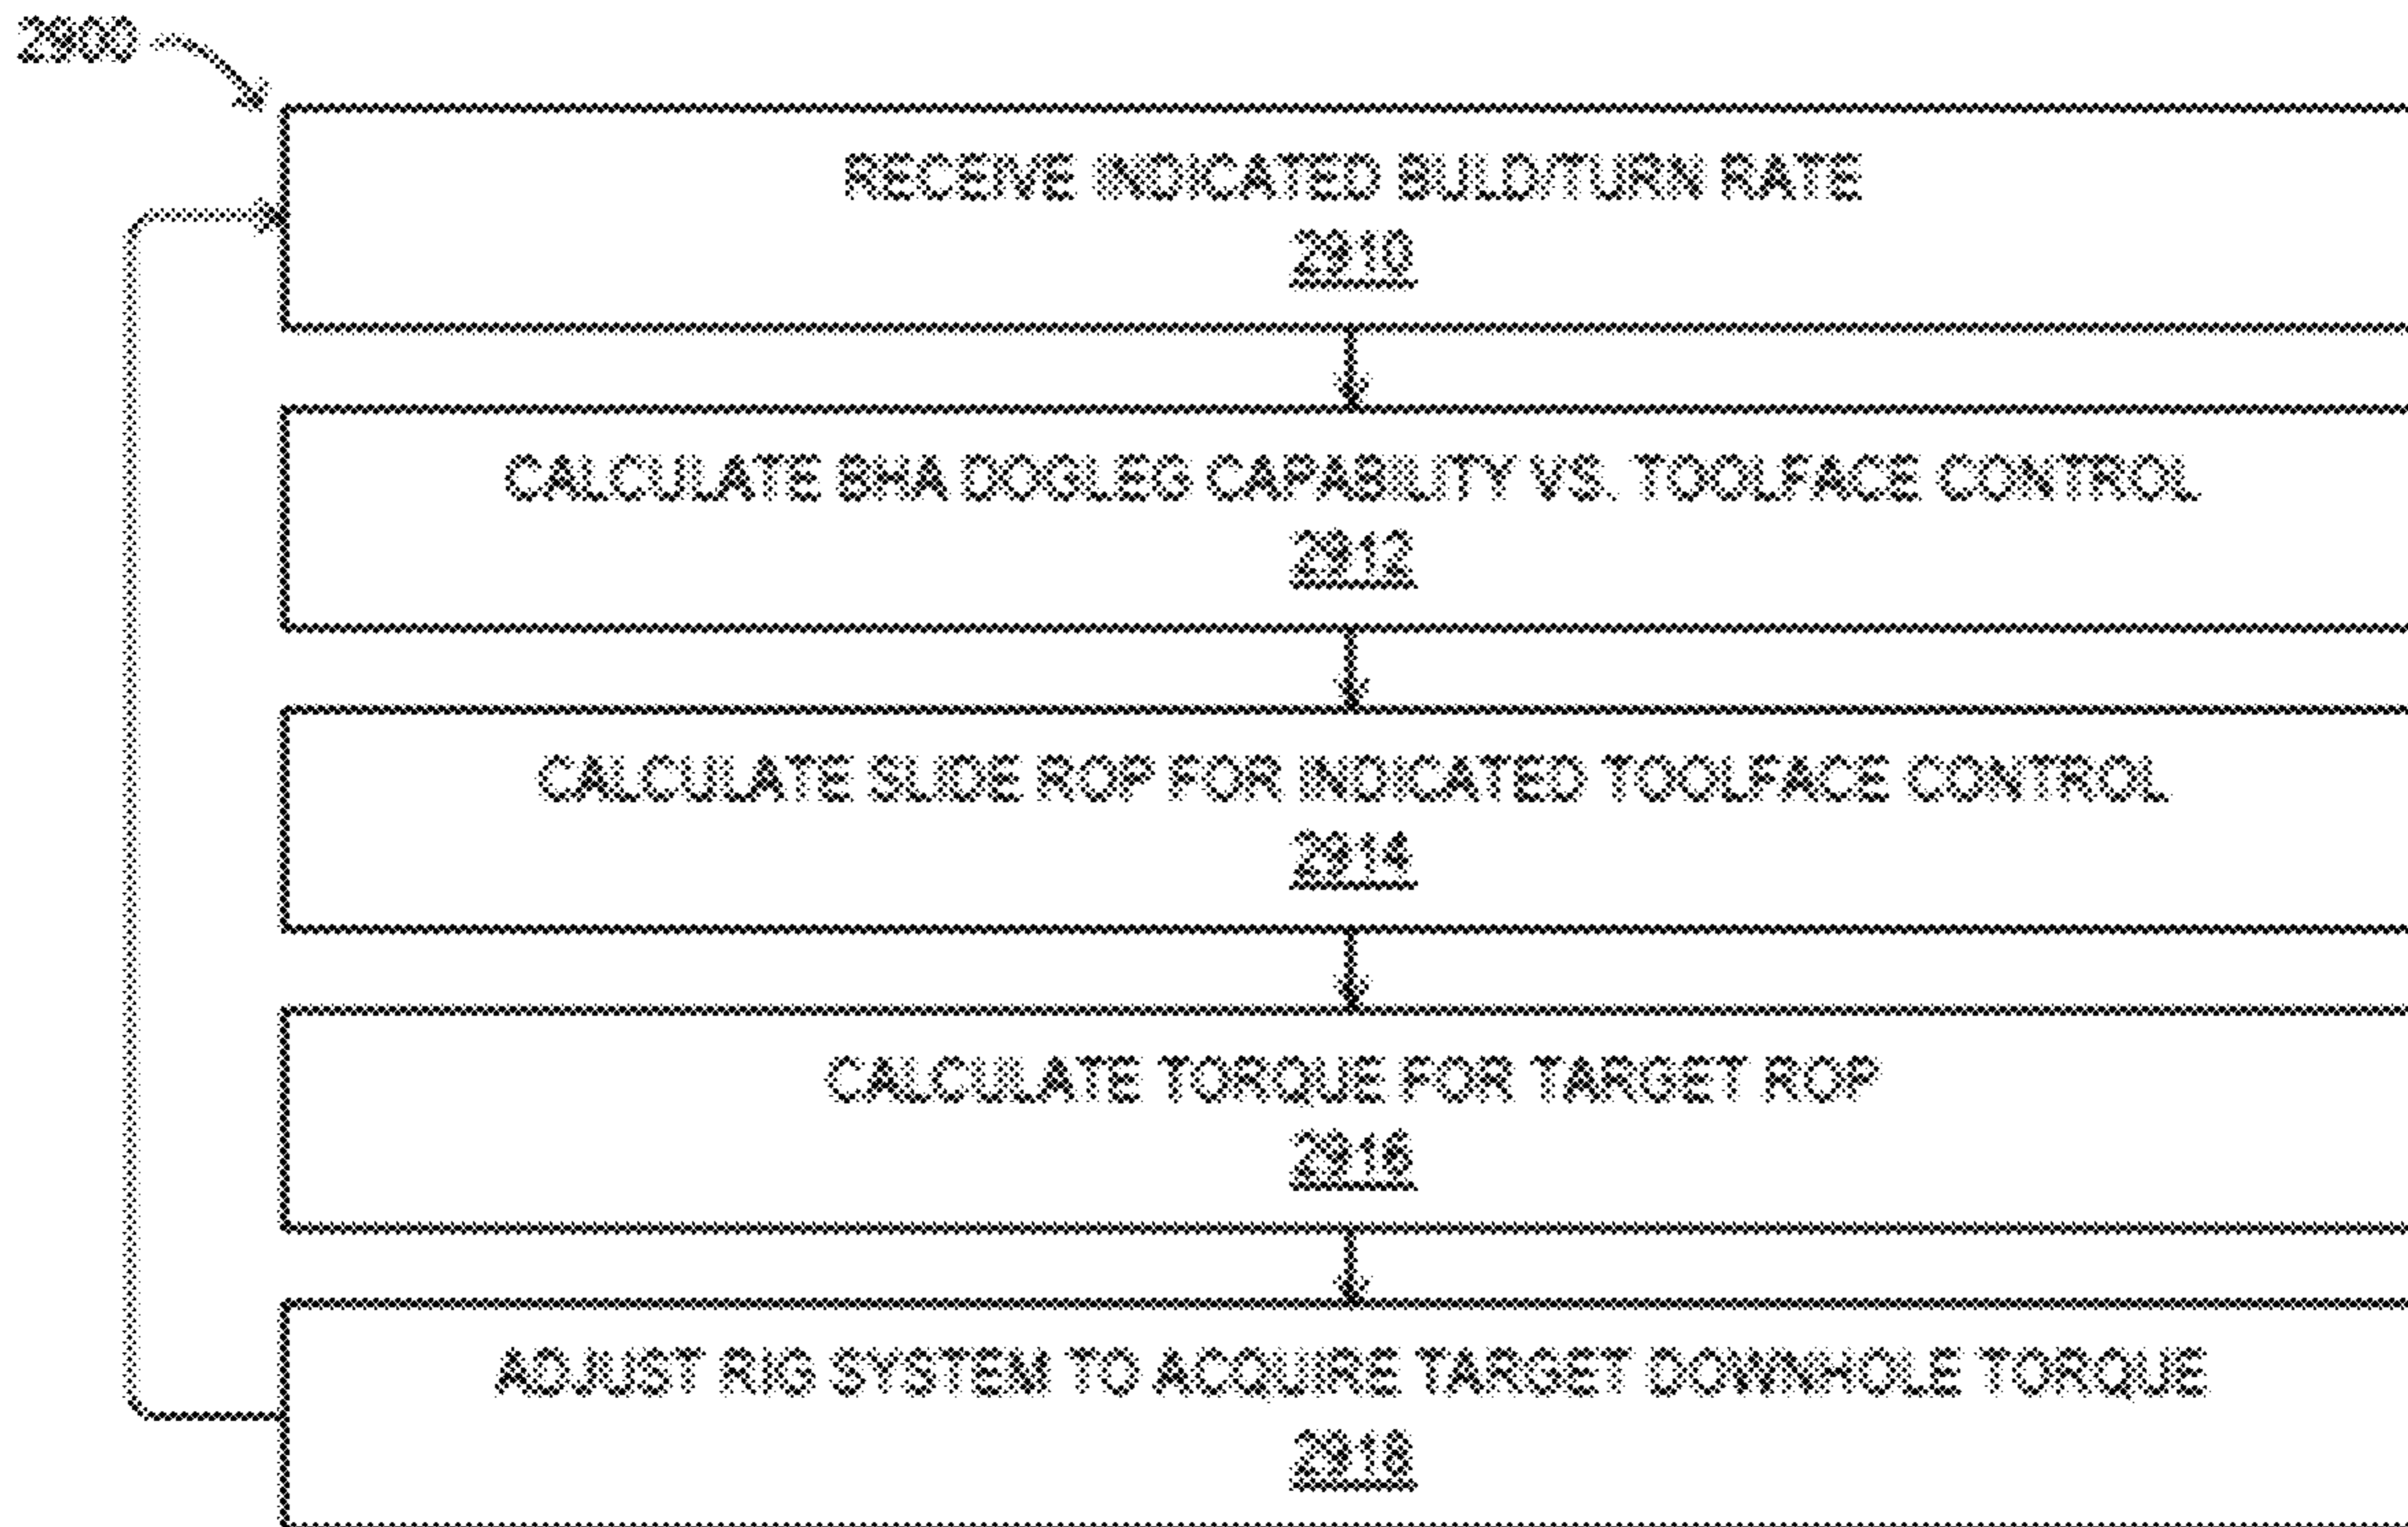 2900
RECEIVE INDICATED BUILD/TURN RATE
2910
CALCULATE BHA DOGLEG CAPABILITY VS. TOOLFACE CONTROL
2912
CALCULATE SLIDE ROP FOR INDICATED TOOLFACE CONTROL
2914
CALCULATE TORQUE FOR TARGET ROP
2916
ADJUST RIG SYSTEM TO ACQUIRE TARGET DOWNHOLE TORQUE
2918